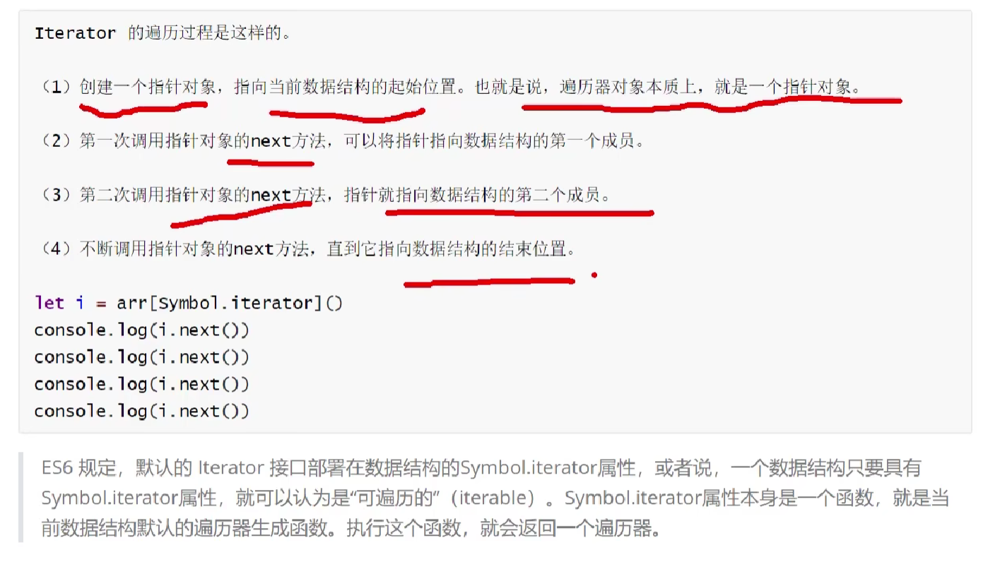 Iterator 的遍历过程是这样的。
（1）创建一个指针对象，指向当前数据结构的起始位置。也就是说，遍历器对象本质上，就是一个指针对象。
（2）第一次调用指针对象的next方法，可以将指针指向数据结构的第一个成员。
（3）第二次调用指针对象的next方法，指针就指向数据结构的第二个成员。
（4）不断调用指针对象的next方法，直到它指向数据结构的结束位置。
let i = arr[Symbol.iterator]()
console.log(i.next())
console.log(i.next())
console.log(i.next())
console.log(i.next())
ES6 规定，默认的 Iterator 接口部署在数据结构的Symbol.iterator属性，或者说，一个数据结构只要具有
Symbol.iterator属性，就可以认为是“可遍历的”（iterable）。Symbol.iterator属性本身是一个函数，就是当
前数据结构默认的遍历器生成函数。执行这个函数，就会返回一个遍历器。